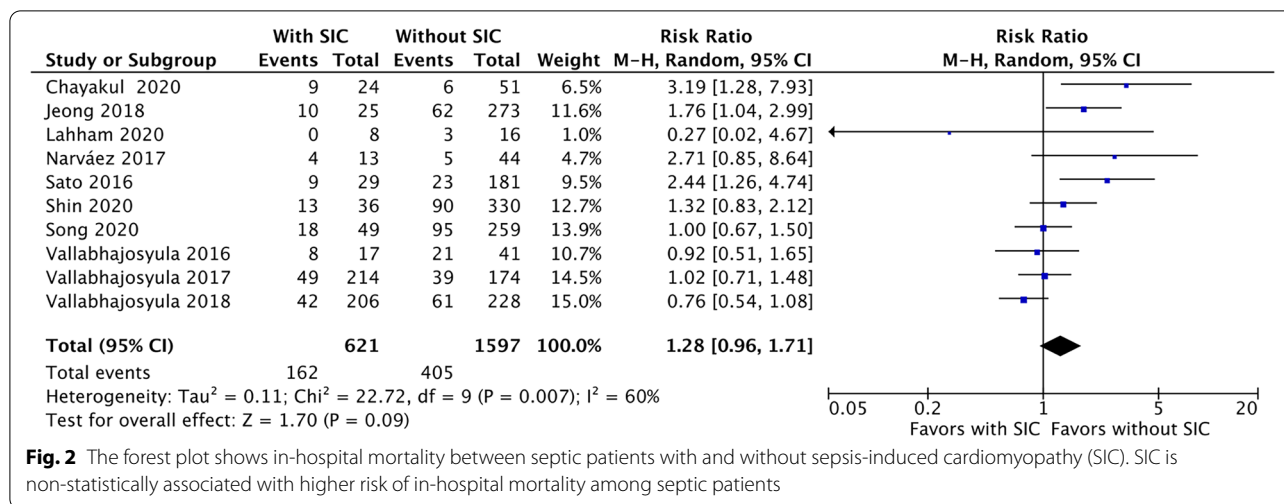 With SIC Without SIC Risk Ratio Risk Ratio
Study or Subgroup Events Total Events Total Weight M-H, Random, 95% CI M-H, Random, 95% CI
Chayakul 2020 9 24 6 51 6.5% 3.19 [1.28, 7.93]
Jeong 2018 10 25 62 273 11.6% 1.76 [1.04, 2.99]
Lahham 2020 0 8 3 16 1.0% 0.27 [0.02, 4.67]
Narváez 2017 4 13 5 44 4.7% 2.71 [0.85, 8.64]
Sato 2016 9 29 23 181 9.5% 2.44 [1.26, 4.74]
Shin 2020 13 36 90 330 12.7% 1.32 [0.83, 2.12]
Song 2020 18 49 95 259 13.9% 1.00 [0.67, 1.50]
Vallabhajosyula 2016 8 17 21 41 10.7% 0.92 [0.51, 1.65]
Vallabhajosyula 2017 49 214 39 174 14.5% 1.02 [0.71, 1.48]
Vallabhajosyula 2018 42 206 61 228 15.0% 0.76 [0.54, 1.08]
Total (95% CI) 621 1597 100.0% 1.28 [0.96, 1.71]
Total events 162 405
Heterogeneity: Tau² = 0.11; Chi² = 22.72, df = 9 (P = 0.007); I² = 60%
Test for overall effect: Z = 1.70 (P = 0.09)
0.05 0.2 1 5 20
Favors with SIC Favors without SIC
Fig. 2 The forest plot shows in-hospital mortality between septic patients with and without sepsis-induced cardiomyopathy (SIC). SIC is
non-statistically associated with higher risk of in-hospital mortality among septic patients